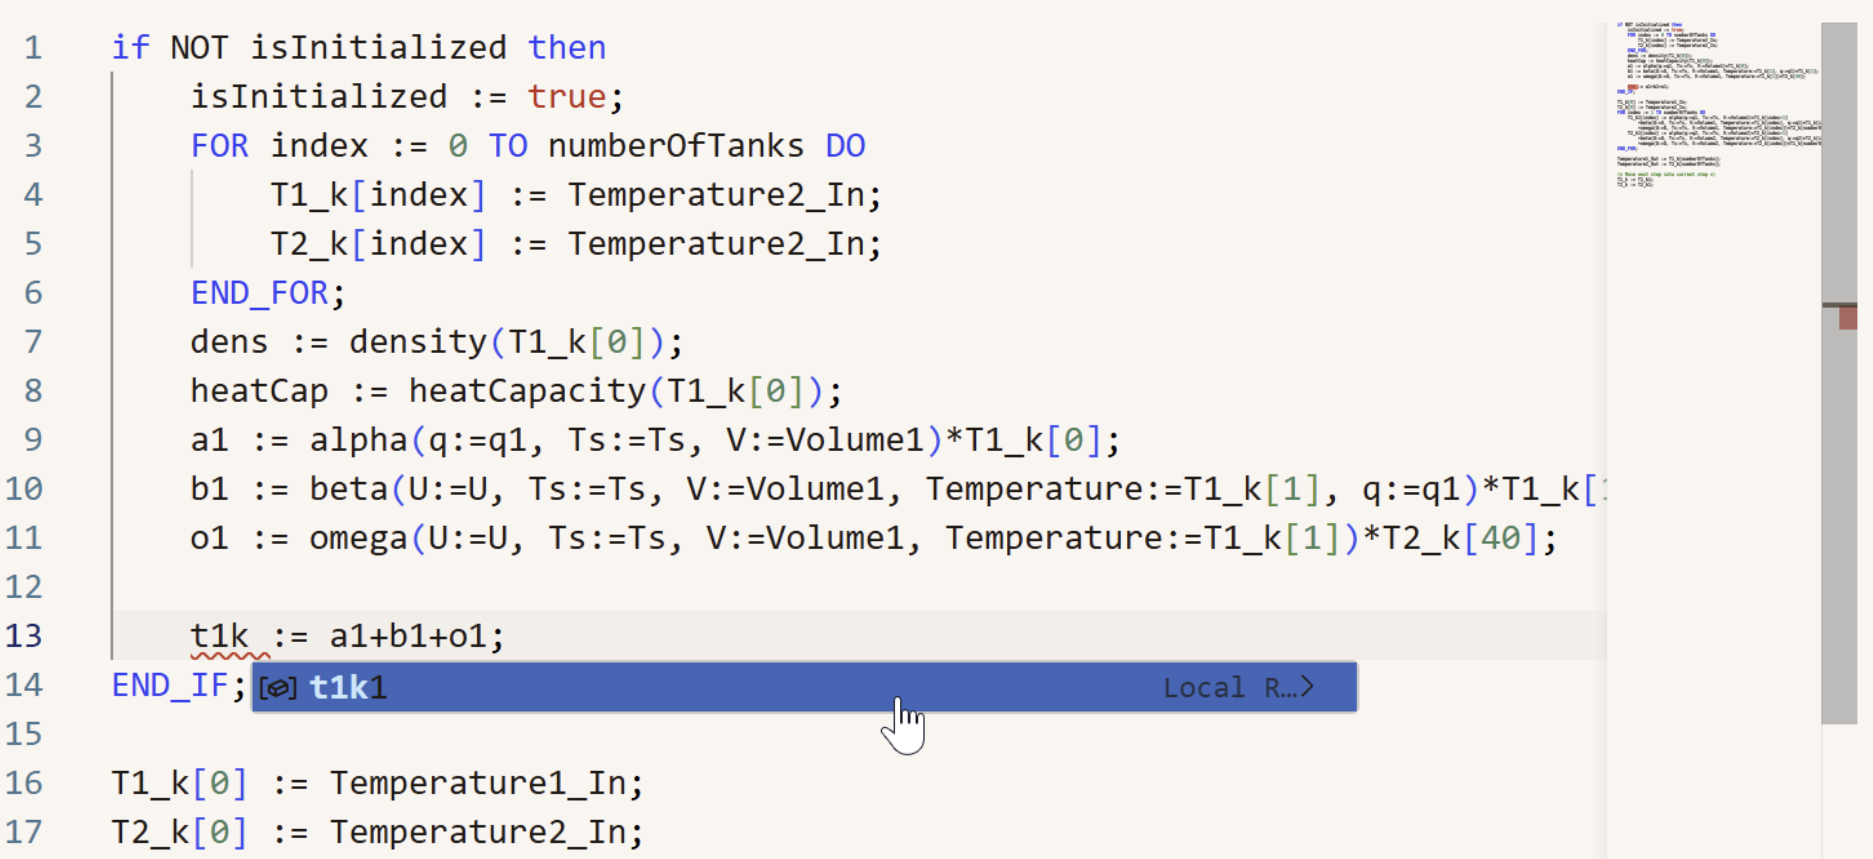 1 if NOT isInitialized then
2 isInitialized := true;
3 FOR index := 0 TO numberOfTanks DO
4 T1_k[index] := Temperature2_In;
5 T2_k[index] := Temperature2_In;
6 END_FOR;
7 dens := density(T1_k[0]);
8 heatCap := heatCapacity(T1_k[0]);
9 a1 := alpha(q:=q1, Ts:=Ts, V:=Volume1)*T1_k[0];
10 b1 := beta(U:=U, Ts:=Ts, V:=Volume1, Temperature:=T1_k[1], q:=q1)*T1_k[
11 o1 := omega(U:=U, Ts:=Ts, V:=Volume1, Temperature:=T1_k[1])*T2_k[40];
12
13 t1k := a1+b1+o1;
14 END_IF; t1k1 Local R…>
15
16 T1_k[0] := Temperature1_In;
17 T2_k[0] := Temperature2_In;